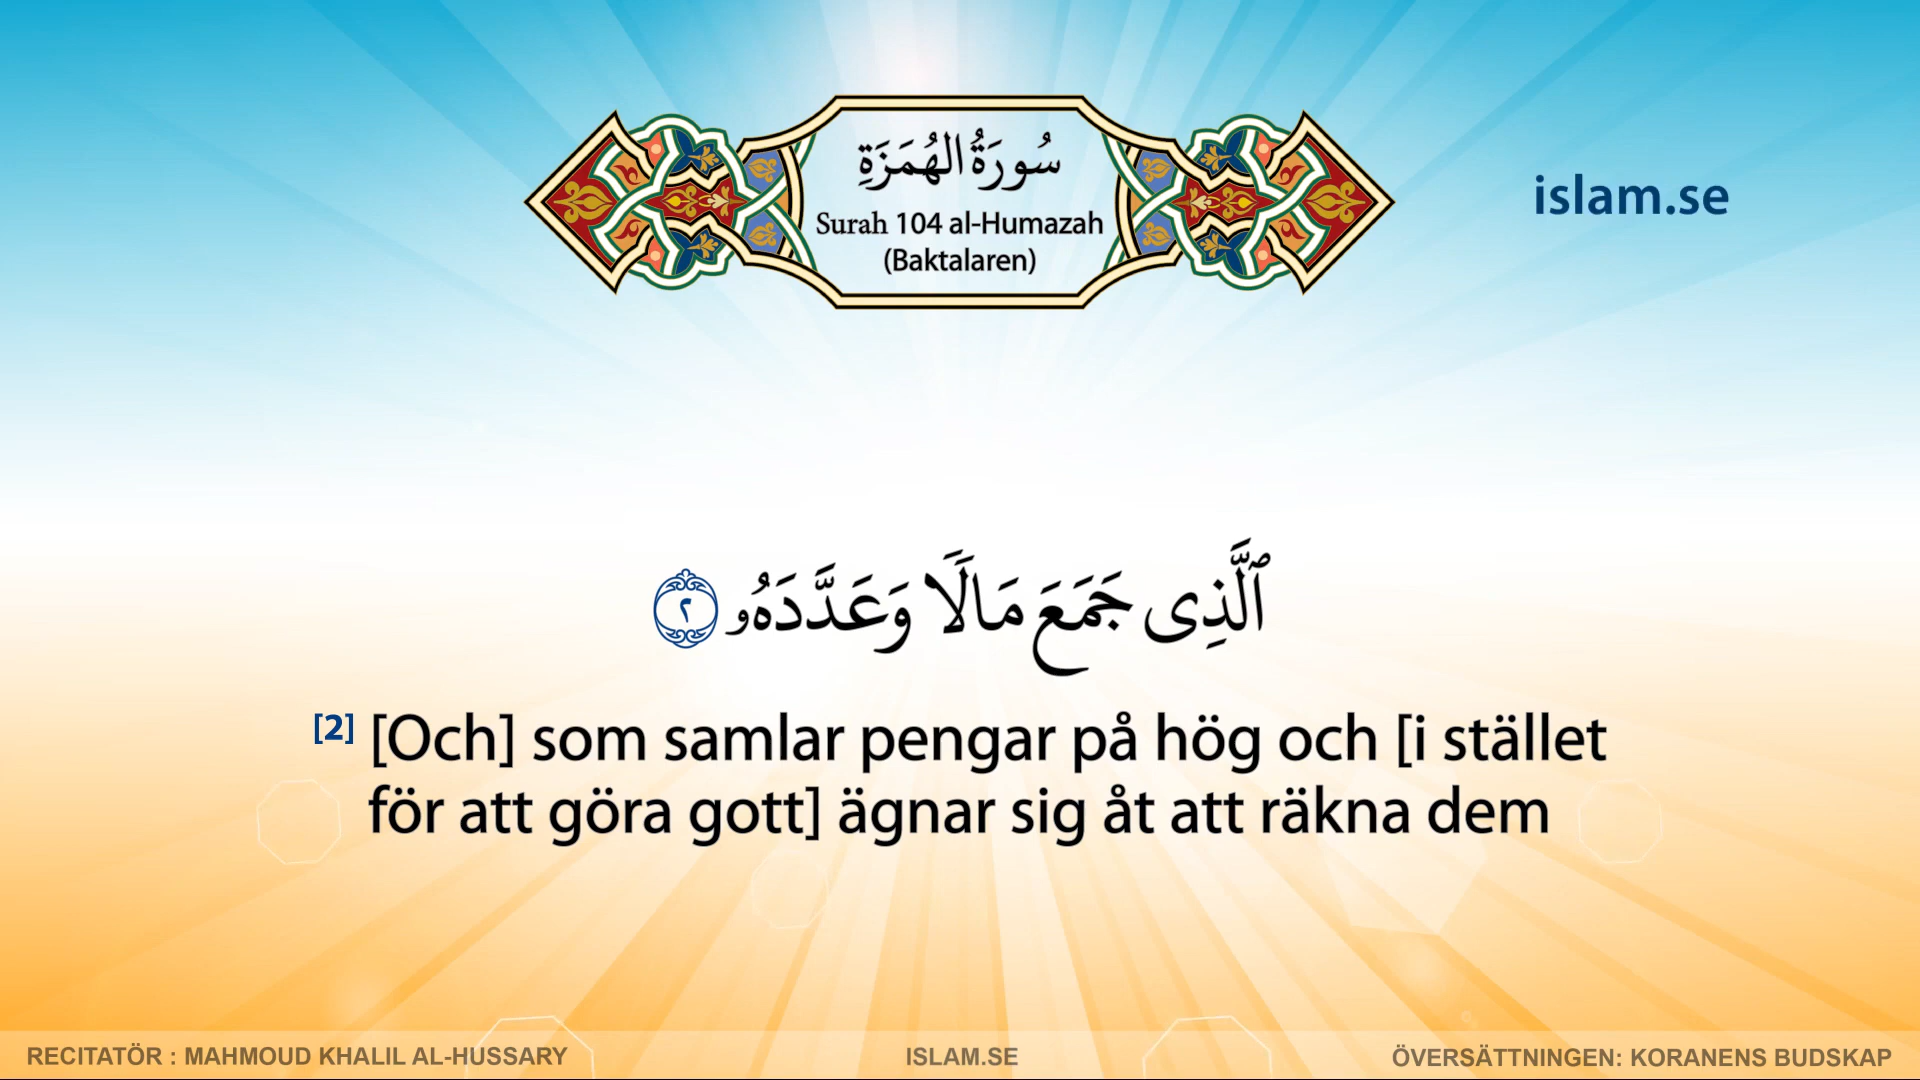 سُورَةُ الهُمَزَةِ
Surah 104 al-Humazah
(Baktalaren)
islam.se
ٱلَّذِى جَمَعَ مَالًا وَعَدَّدَهُۥ ٢
[2] [Och] som samlar pengar på hög och [i stället
för att göra gott] ägnar sig åt att räkna dem
RECITATÖR : MAHMOUD KHALIL AL-HUSSARY
ISLAM.SE
ÖVERSÄTTNINGEN: KORANENS BUDSKAP